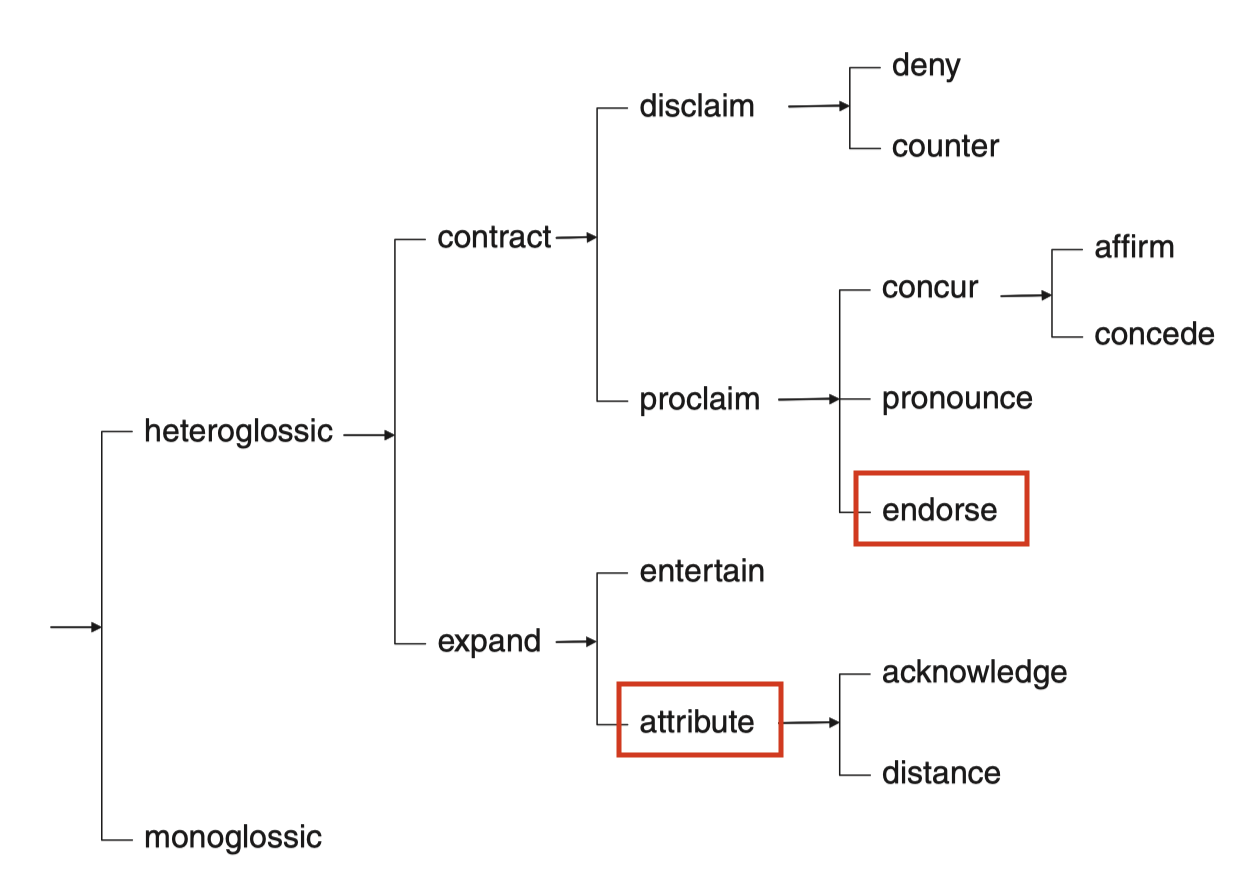 deny
disclaim
counter
contract
affirm
concur
concede
proclaim
pronounce
heteroglossic
endorse
entertain
expand
acknowledge
attribute
distance
monoglossic